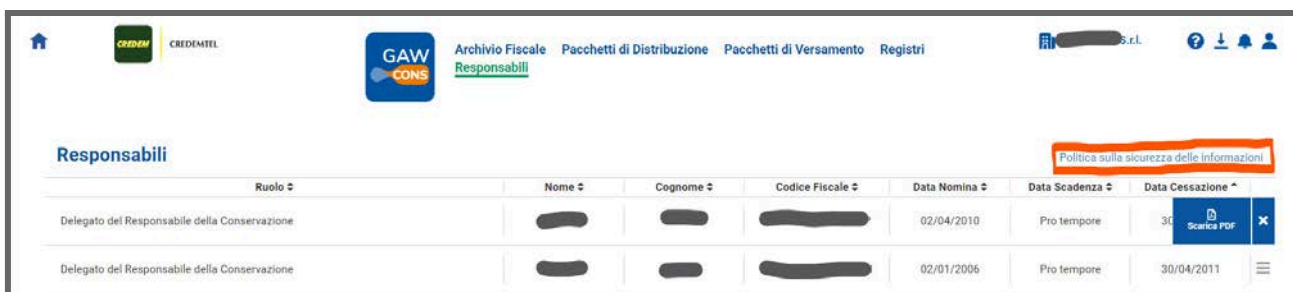 CREDEM CREDEMTEL
GAW
CONS
Archivio Fiscale Pacchetti di Distribuzione Pacchetti di Versamento Registri
Responsabili
S.r.l.
Responsabili
Politica sulla sicurezza delle informazioni
Ruolo Nome Cognome Codice Fiscale Data Nomina Data Scadenza Data Cessazione
Delegato del Responsabile della Conservazione 02/04/2010 Pro tempore 30 Scarica PDF
Delegato del Responsabile della Conservazione 02/01/2006 Pro tempore 30/04/2011